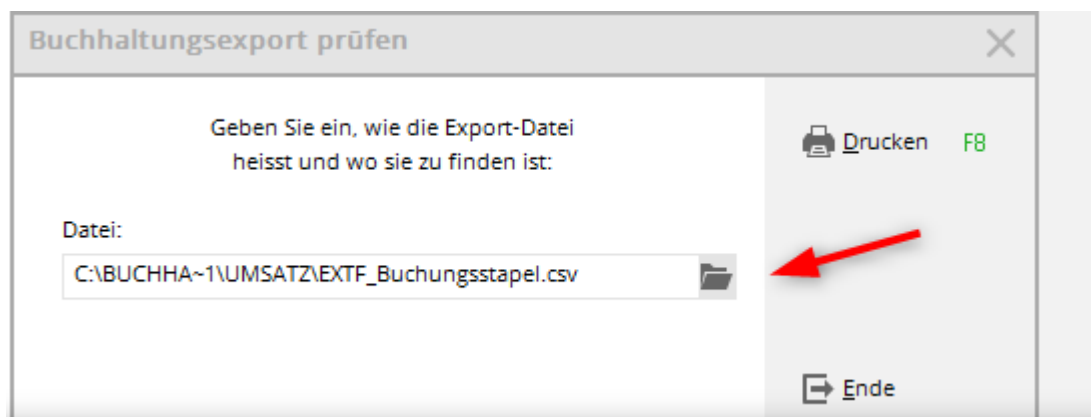 Buchhaltungsexport prüfen
Geben Sie ein, wie die Export-Datei
heisst und wo sie zu finden ist:
Drucken F8
Datei:
C:\BUCHHA~1\UMSATZ\EXTF_Buchungsstapel.csv
Ende